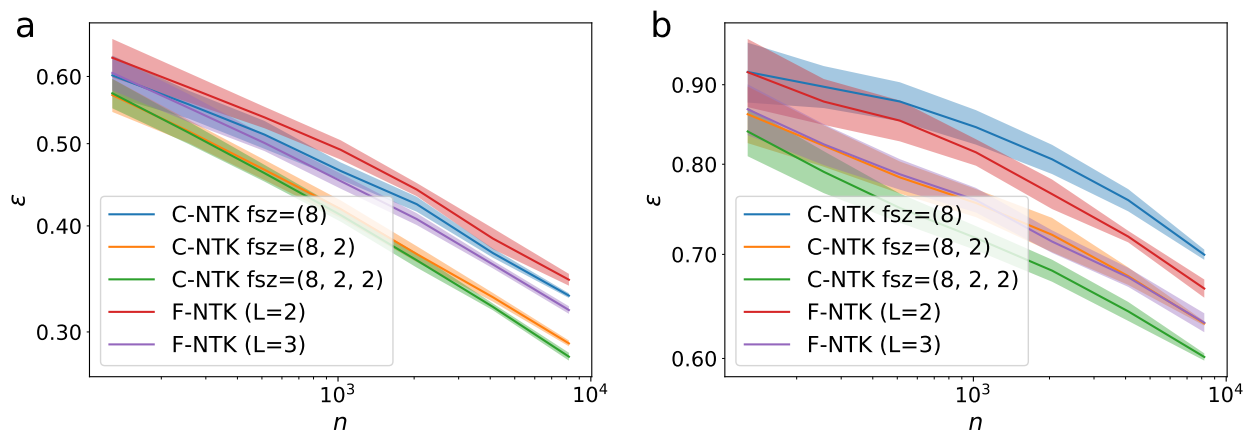 a
0.60
0.50
0.40
0.30
ε
C-NTK fsz=(8)
C-NTK fsz=(8, 2)
C-NTK fsz=(8, 2, 2)
F-NTK (L=2)
F-NTK (L=3)
10³
10⁴
n
b
0.90
0.80
0.70
0.60
ε
C-NTK fsz=(8)
C-NTK fsz=(8, 2)
C-NTK fsz=(8, 2, 2)
F-NTK (L=2)
F-NTK (L=3)
10³
10⁴
n